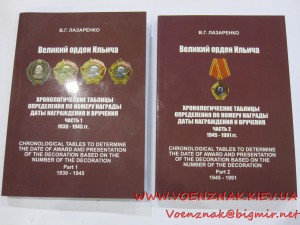 В.Г. ЛАЗАРЕНКО
Великий орден Ильича
ХРОНОЛОГИЧЕСКИЕ ТАБЛИЦЫ
ОПРЕДЕЛЕНИЯ ПО НОМЕРУ НАГРАДЫ
ДАТЫ НАГРАЖДЕНИЯ И ВРУЧЕНИЯ
ЧАСТЬ 1
1930 - 1945 гг.
CHRONOLOGICAL TABLES TO DETERMINE
THE DATE OF AWARD AND PRESENTATION
OF THE DECORATION BASED ON THE
NUMBER OF THE DECORATION
Part 1
1930 - 1945
В.Г. ЛАЗАРЕНКО
Великий орден Ильича
ХРОНОЛОГИЧЕСКИЕ ТАБЛИЦЫ
ОПРЕДЕЛЕНИЯ ПО НОМЕРУ НАГРАДЫ
ДАТЫ НАГРАЖДЕНИЯ И ВРУЧЕНИЯ
ЧАСТЬ 2
1945 - 1991 гг.
CHRONOLOGICAL TABLES TO DETERMINE
THE DATE OF AWARD AND PRESENTATION
OF THE DECORATION BASED ON THE
NUMBER OF THE DECORATION
Part 2
1945 - 1991
WWW.VOENZNAK.KIEV.UA
Voenznak@bigmir.net